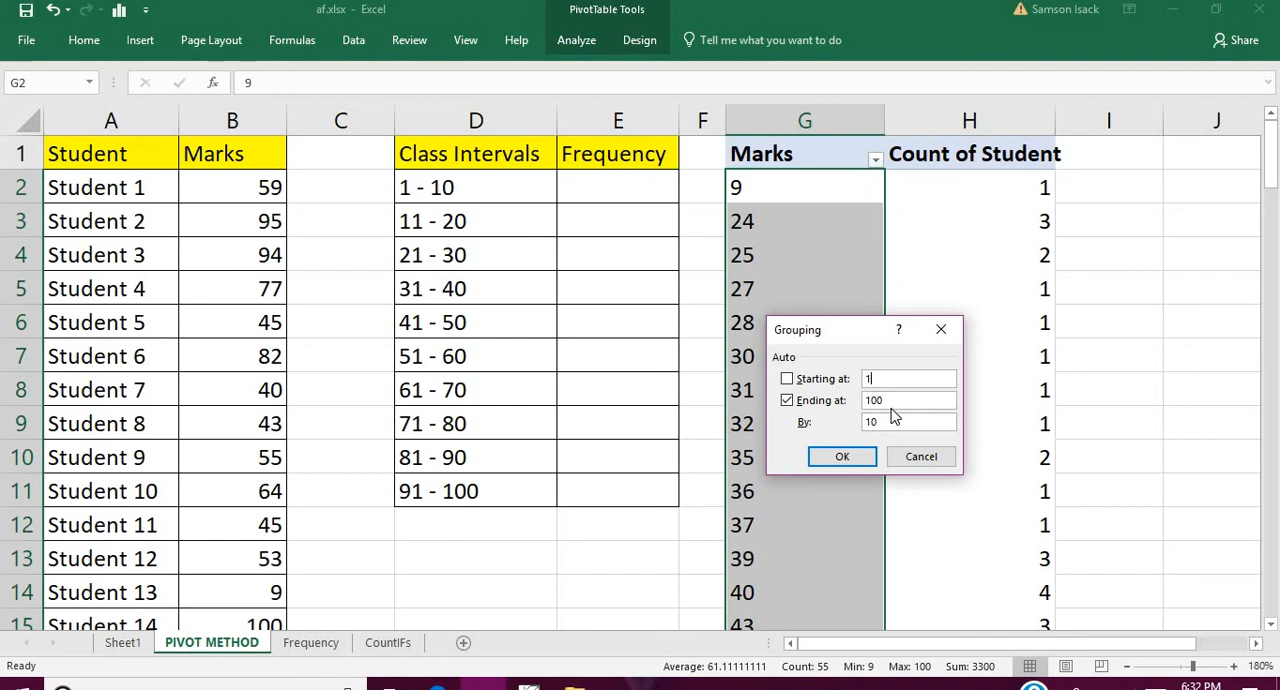 af.xlsx - Excel
PivotTable Tools
Samson Isack
File Home Insert Page Layout Formulas Data Review View Help Analyze Design Tell me what you want to do Share
G2 fx 9
A B C D E F G H I J
1 Student Marks Class Intervals Frequency Marks Count of Student
2 Student 1 59 1 - 10 9 1
3 Student 2 95 11 - 20 24 3
4 Student 3 94 21 - 30 25 2
5 Student 4 77 31 - 40 27 1
6 Student 5 45 41 - 50 28 1
7 Student 6 82 51 - 60 30 1
8 Student 7 40 61 - 70 31 1
9 Student 8 43 71 - 80 32 1
10 Student 9 55 81 - 90 35 2
11 Student 10 64 91 - 100 36 1
12 Student 11 45 37 1
13 Student 12 53 39 3
14 Student 13 9 40 4
15 Student 14 100 43 3
Grouping ?
Auto
Starting at: 1
Ending at: 100
By: 10
OK Cancel
Sheet1 PIVOT METHOD Frequency CountIFs
Ready Average: 61.11111111 Count: 55 Min: 9 Max: 100 Sum: 3300 180%
6:32 PM